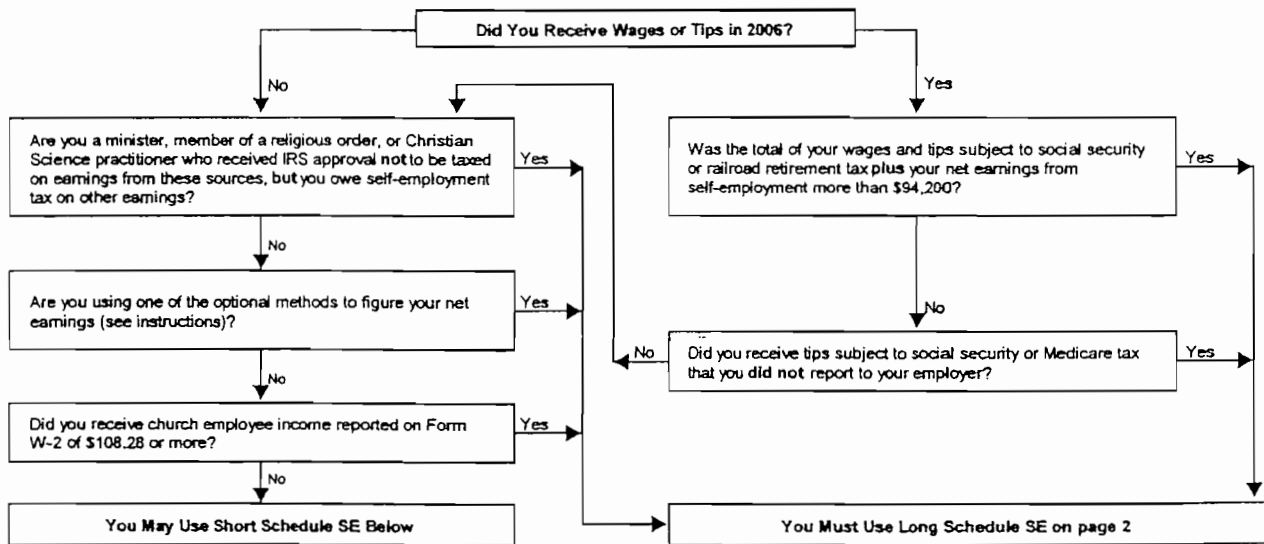 Did You Receive Wages or Tips in 2006?
No
Yes
Are you a minister, member of a religious order, or Christian
Science practitioner who received IRS approval not to be taxed
on earnings from these sources, but you owe self-employment
tax on other earnings?
Yes
Was the total of your wages and tips subject to social security
or railroad retirement tax plus your net earnings from
self-employment more than $94,200?
Yes
No
Are you using one of the optional methods to figure your net
earnings (see instructions)?
Yes
No
No
Did you receive tips subject to social security or Medicare tax
that you did not report to your employer?
Yes
No
Did you receive church employee income reported on Form
W-2 of $108.28 or more?
Yes
No
You May Use Short Schedule SE Below
You Must Use Long Schedule SE on page 2